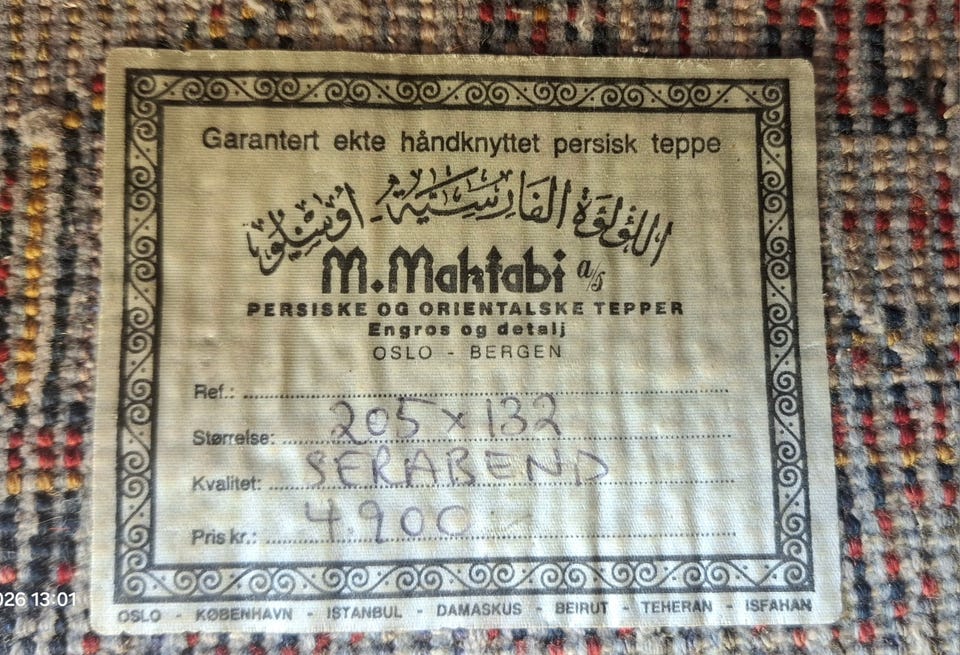 Garantert ekte håndknyttet persisk teppe
اللؤلؤة الفارسية اوسلو
M. Maktabi a/s
PERSISKE OG ORIENTALSKE TEPPER
Engros og detalj
OSLO - BERGEN
Ref.:
Størrelse: 205 x 132
Kvalitet: SERABEND
Pris kr.: 4.900
OSLO - KØBENHAVN - ISTANBUL - DAMASKUS - BEIRUT - TEHERAN - ISFAHAN
026 13:01